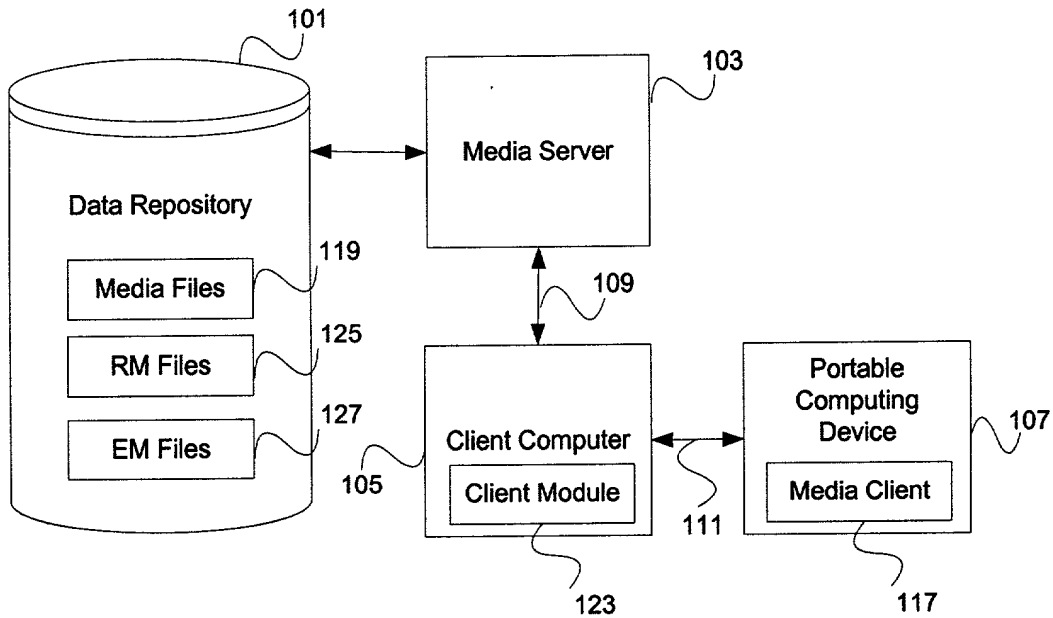 101
103
Media Server
Data Repository
119
Media Files
109
125
RM Files
127
EM Files
Client Computer
105
Client Module
123
111
Portable
Computing
Device
107
Media Client
117